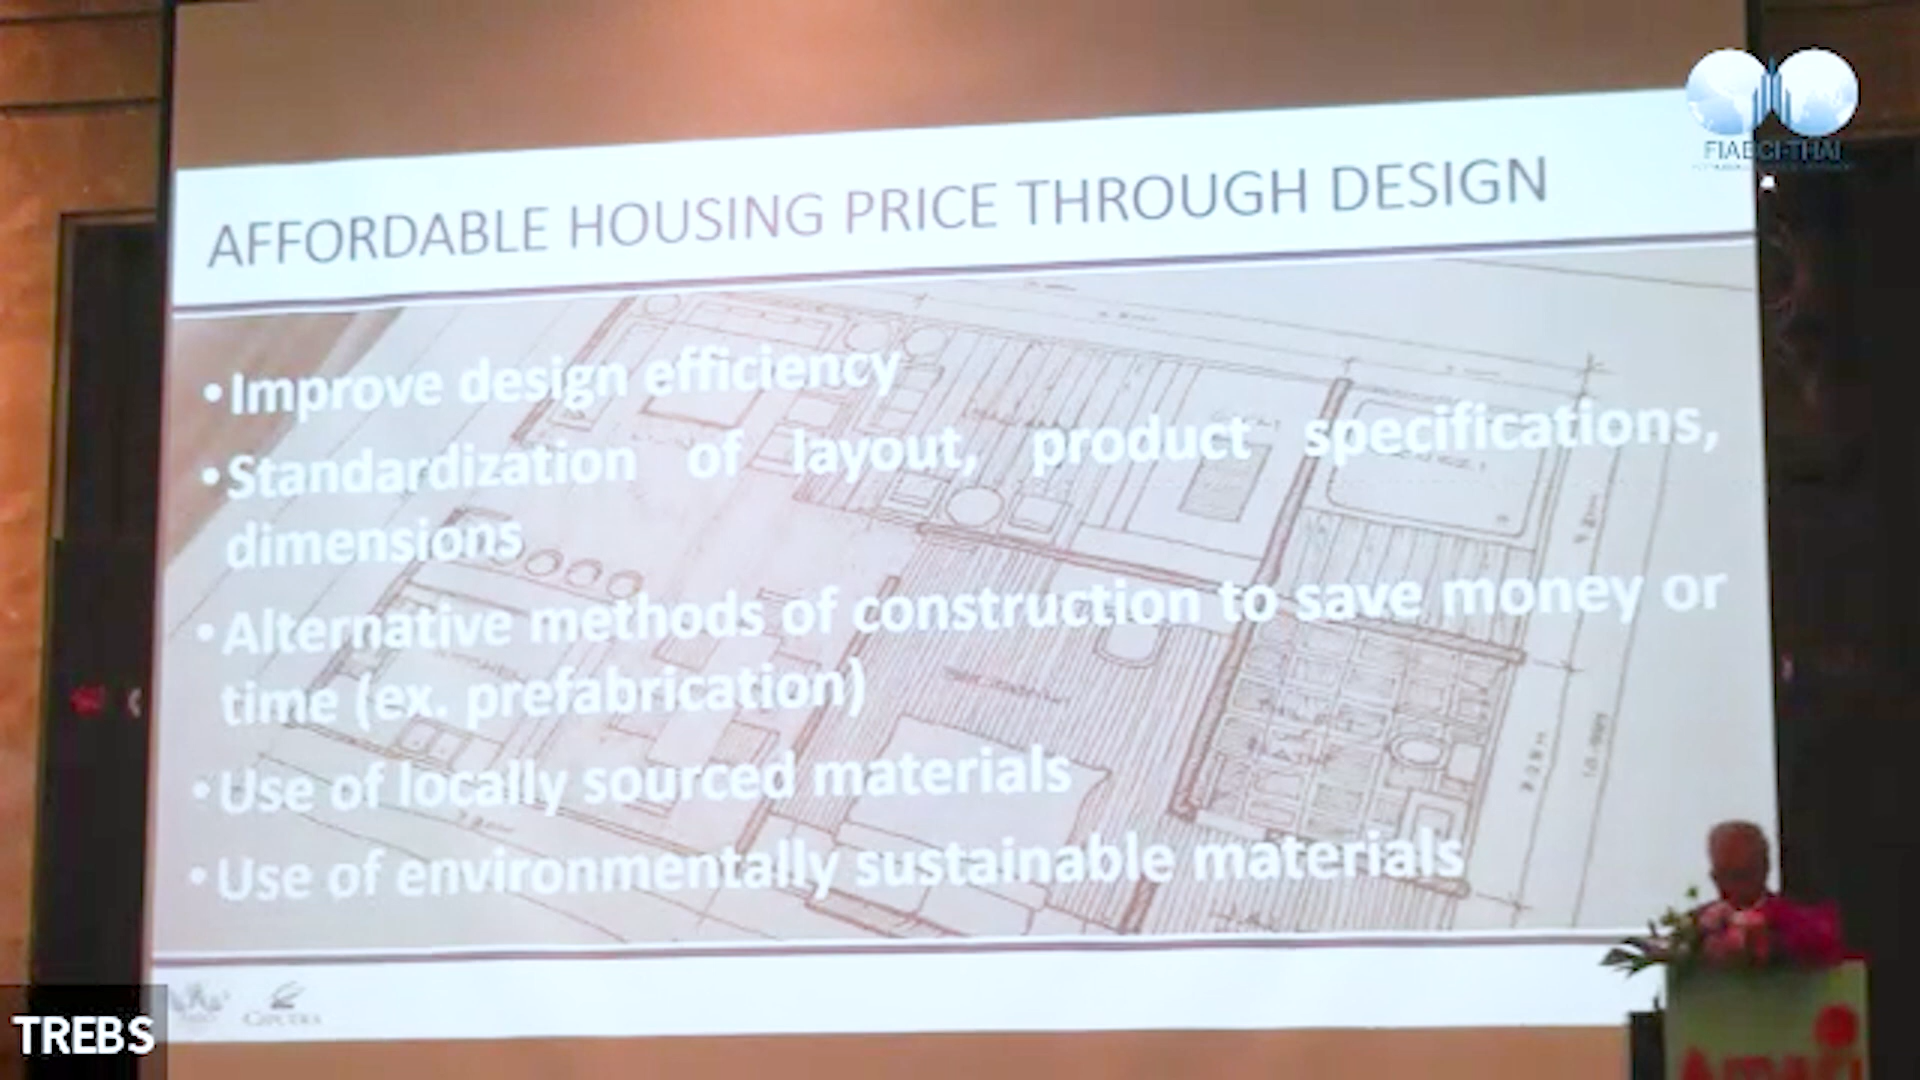 FIABCI-THAI
AFFORDABLE HOUSING PRICE THROUGH DESIGN
•Improve design efficiency
•Standardization of layout, product specifications,
dimensions
•Alternative methods of construction to save money or
time (ex. prefabrication)
•Use of locally sourced materials
•Use of environmentally sustainable materials
TREBS